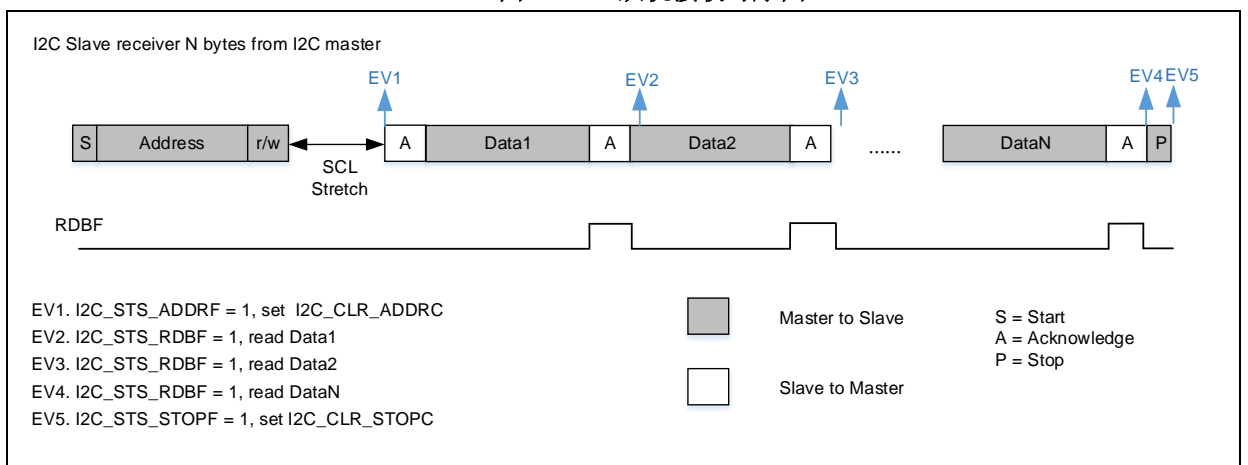 I2C Slave receiver N bytes from I2C master
EV1 EV2 EV3 EV4 EV5
S Address r/w A Data1 A Data2 A ...... DataN A P
SCL
Stretch
RDBF
EV1. I2C_STS_ADDRF = 1, set I2C_CLR_ADDRC
EV2. I2C_STS_RDBF = 1, read Data1
EV3. I2C_STS_RDBF = 1, read Data2
EV4. I2C_STS_RDBF = 1, read DataN
EV5. I2C_STS_STOPF = 1, set I2C_CLR_STOPC
Master to Slave
Slave to Master
S = Start
A = Acknowledge
P = Stop